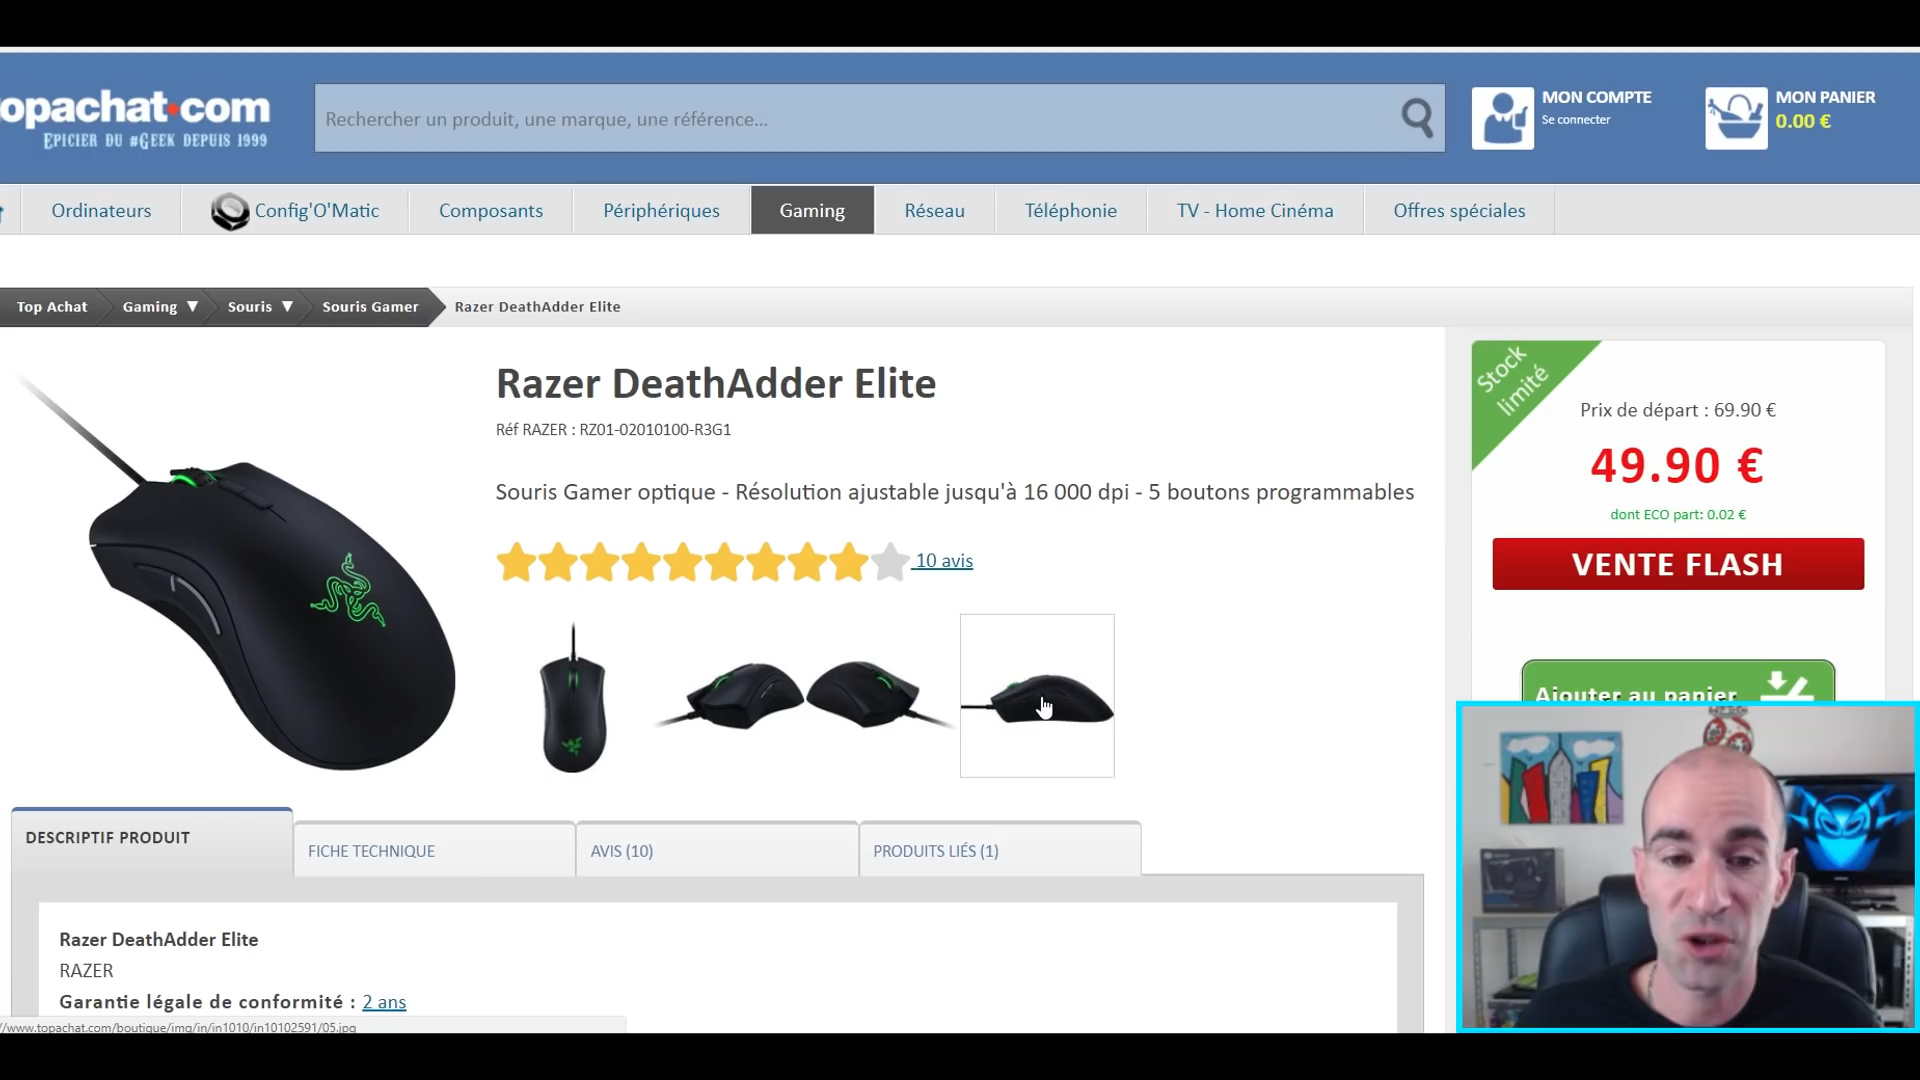 opachat.com
EPICIER DU #GEEK DEPUIS 1999
Rechercher un produit, une marque, une référence...
MON COMPTE
Se connecter
MON PANIER
0.00 €
Ordinateurs
Config'O'Matic
Composants
Périphériques
Gaming
Réseau
Téléphonie
TV - Home Cinéma
Offres spéciales
Top Achat
Gaming ▼
Souris ▼
Souris Gamer
Razer DeathAdder Elite
Razer DeathAdder Elite
Réf RAZER : RZ01-02010100-R3G1
Souris Gamer optique - Résolution ajustable jusqu'à 16 000 dpi - 5 boutons programmables
10 avis
Stock
limité
Prix de départ : 69.90 €
49.90 €
dont ECO part: 0.02 €
VENTE FLASH
Ajouter au panier
DESCRIPTIF PRODUIT
FICHE TECHNIQUE
AVIS (10)
PRODUITS LIÉS (1)
Razer DeathAdder Elite
RAZER
Garantie légale de conformité : 2 ans
//www.topachat.com/boutique/img/in/in1010/in10102591/05.jpg